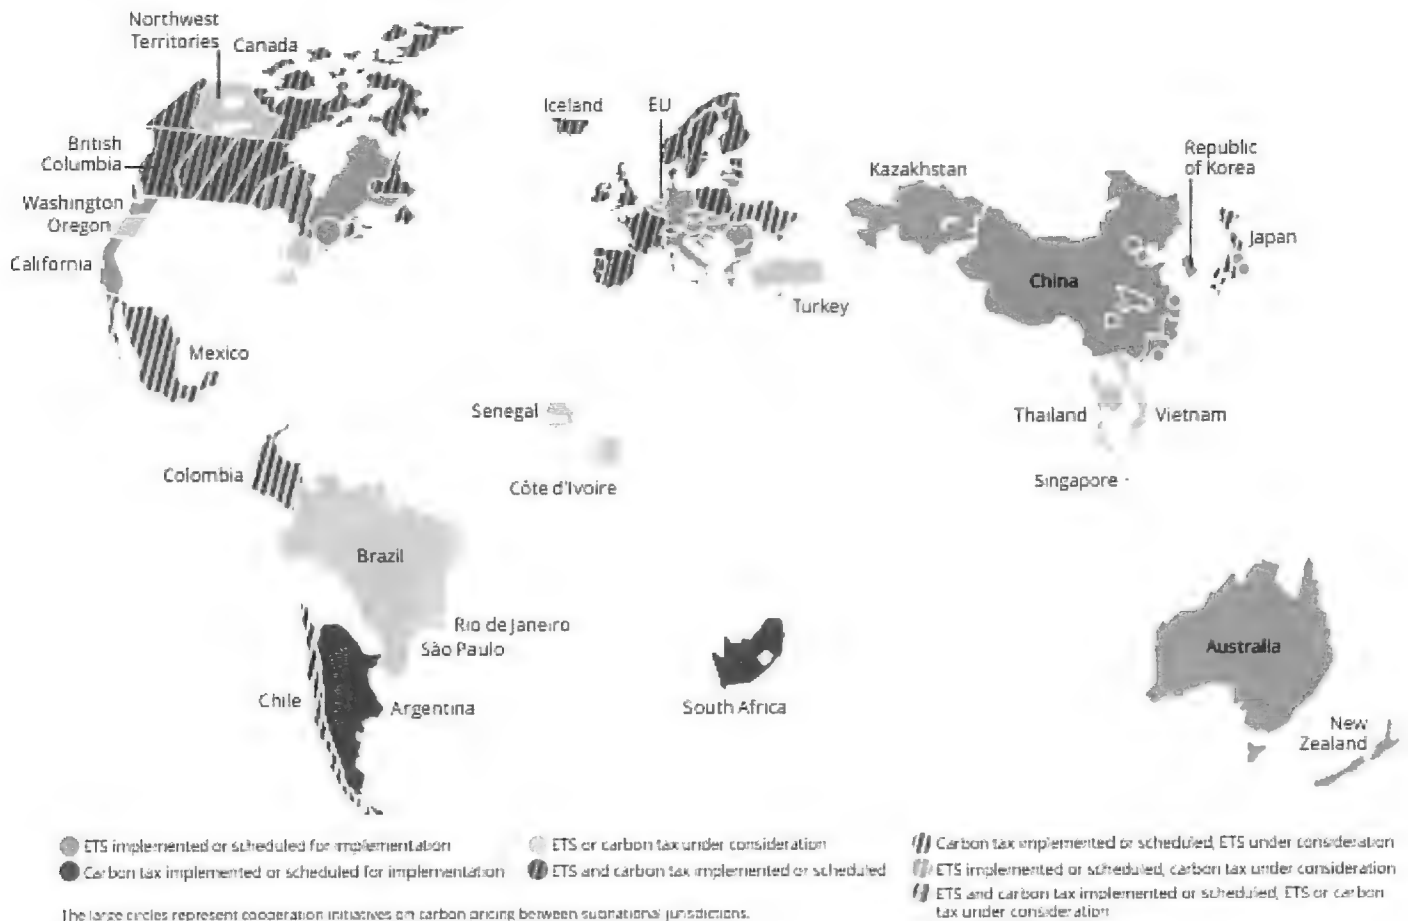 Northwest
Territories
Canada
Iceland
EU
British
Columbia
Republic
of Korea
Kazakhstan
Washington
Oregon
Japan
California
China
Turkey
Mexico
Senegal
Thailand
Vietnam
Colombia
Côte d'Ivoire
Singapore
Brazil
Rio de Janeiro
São Paulo
Australia
Chile
Argentina
South Africa
New
Zealand
ETS implemented or scheduled for implementation
Carbon tax implemented or scheduled for implementation
ETS or carbon tax under consideration
ETS and carbon tax implemented or scheduled
Carbon tax implemented or scheduled, ETS under consideration
ETS implemented or scheduled, carbon tax under consideration
ETS and carbon tax implemented or scheduled, ETS or carbon
tax under consideration
The large circles represent cooperation initiatives on carbon pricing between subnational jurisdictions.